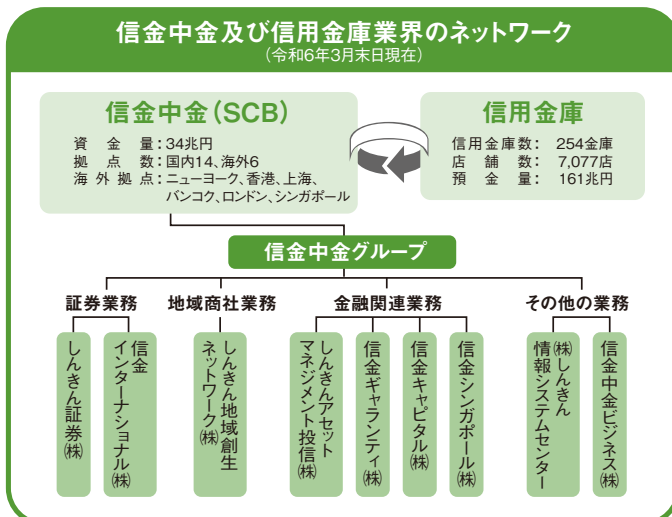 信金中金及び信用金庫業界のネットワーク
(令和6年3月末日現在)
信金中金(SCB)
資金量:34兆円
拠点数:国内14、海外6
海外拠点:ニューヨーク、香港、上海、
バンコク、ロンドン、シンガポール
信用金庫
信用金庫数: 254金庫
店舗数: 7,077店
預金量: 161兆円
信金中金グループ
証券業務
地域商社業務
金融関連業務
その他の業務
しんきん証券(株)
信金
インターナショナル(株)
しんきん地域創生
ネットワーク(株)
しんきんアセット
マネジメント投信(株)
信金ギャランティ(株)
信金キャピタル(株)
信金シンガポール(株)
(株)しんきん
情報システムセンター
信金中金ビジネス(株)